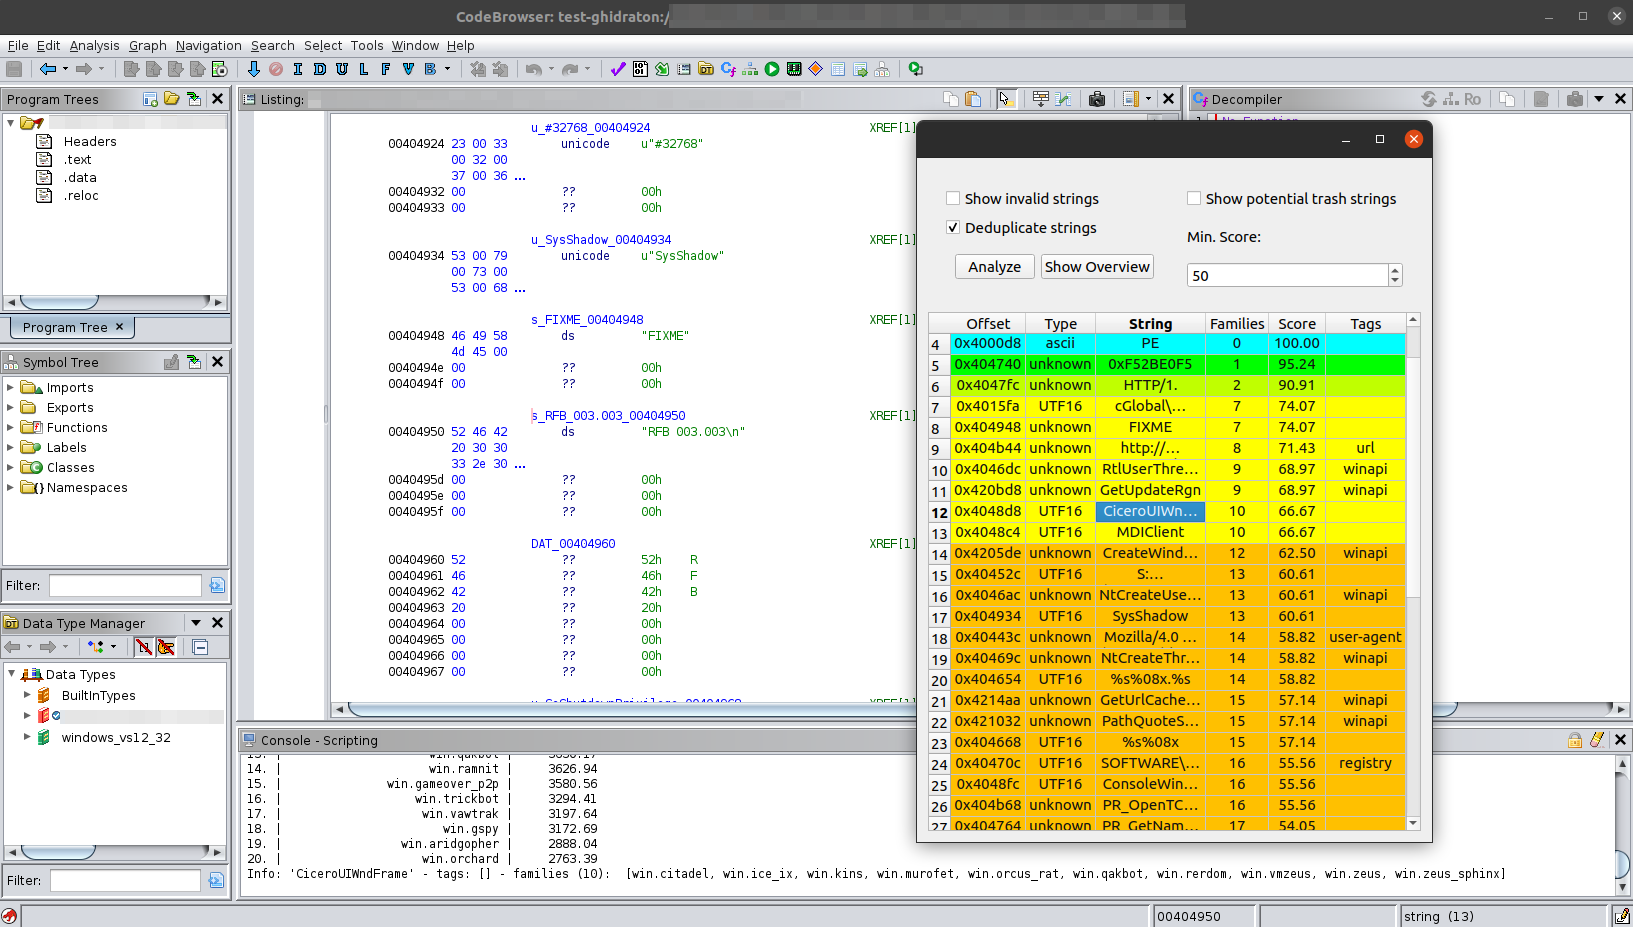 CodeBrowser: test-ghidraton:/
File Edit Analysis Graph Navigation Search Select Tools Window Help
I D U L F V B
Program Trees
Headers
.text
.data
.reloc
Program Tree ×
Symbol Tree
Imports
Exports
Functions
Labels
Classes
Namespaces
Filter:
Data Type Manager
Data Types
BuiltInTypes
windows_vs12_32
Filter:
Listing:
u_#32768_00404924 XREF[1]
00404924 23 00 33 unicode u"#32768"
00 32 00
37 00 36 ...
00404932 00 ?? 00h
00404933 00 ?? 00h
u_SysShadow_00404934 XREF[1]
00404934 53 00 79 unicode u"SysShadow"
00 73 00
53 00 68 ...
s_FIXME_00404948 XREF[1]
00404948 46 49 58 ds "FIXME"
4d 45 00
0040494e 00 ?? 00h
0040494f 00 ?? 00h
s_RFB_003.003_00404950 XREF[1]
00404950 52 46 42 ds "RFB 003.003\n"
20 30 30
33 2e 30 ...
0040495d 00 ?? 00h
0040495e 00 ?? 00h
0040495f 00 ?? 00h
DAT_00404960 XREF[1]
00404960 52 ?? 52h R
00404961 46 ?? 46h F
00404962 42 ?? 42h B
00404963 20 ?? 20h
00404964 00 ?? 00h
00404965 00 ?? 00h
00404966 00 ?? 00h
00404967 00 ?? 00h
u_SeShutdownPrivilege_00404968 XREF[1]
Decompiler
Ro
1 No Function
Show invalid strings
Show potential trash strings
Deduplicate strings
Min. Score:
Analyze Show Overview
50
Offset Type String Families Score Tags
4 0x4000d8 ascii PE 0 100.00
5 0x404740 unknown 0xF52BE0F5 1 95.24
6 0x4047fc unknown HTTP/1. 2 90.91
7 0x4015fa UTF16 cGlobal\... 7 74.07
8 0x404948 unknown FIXME 7 74.07
9 0x404b44 unknown http://... 8 71.43 url
10 0x4046dc unknown RtlUserThre... 9 68.97 winapi
11 0x420bd8 unknown GetUpdateRgn 9 68.97 winapi
12 0x4048d8 UTF16 CiceroUIWn... 10 66.67
13 0x4048c4 UTF16 MDIClient 10 66.67
14 0x4205de unknown CreateWind... 12 62.50 winapi
15 0x40452c UTF16 S:... 13 60.61
16 0x4046ac unknown NtCreateUse... 13 60.61 winapi
17 0x404934 UTF16 SysShadow 13 60.61
18 0x40443c unknown Mozilla/4.0 ... 14 58.82 user-agent
19 0x40469c unknown NtCreateThr... 14 58.82 winapi
20 0x404654 UTF16 %s%08x.%s 14 58.82
21 0x4214aa unknown GetUrlCache... 15 57.14 winapi
22 0x421032 unknown PathQuoteS... 15 57.14 winapi
23 0x404668 UTF16 %s%08x 15 57.14
24 0x40470c UTF16 SOFTWARE\... 16 55.56 registry
25 0x4048fc UTF16 ConsoleWin... 16 55.56
26 0x404b68 unknown PR_OpenTC... 16 55.56
27 0x404764 unknown PR_GetNam... 17 54.05
Console - Scripting
13. | win.qakbot | 3630.17
14. | win.ramnit | 3626.94
15. | win.gameover_p2p | 3580.56
16. | win.trickbot | 3294.41
17. | win.vawtrak | 3197.64
18. | win.gspy | 3172.69
19. | win.aridgopher | 2888.04
20. | win.orchard | 2763.39
Info: 'CiceroUIWndFrame' - tags: [] - families (10): [win.citadel, win.ice_ix, win.kins, win.murofet, win.orcus_rat, win.qakbot, win.rerdom, win.vmzeus, win.zeus, win.zeus_sphinx]
00404950
string (13)